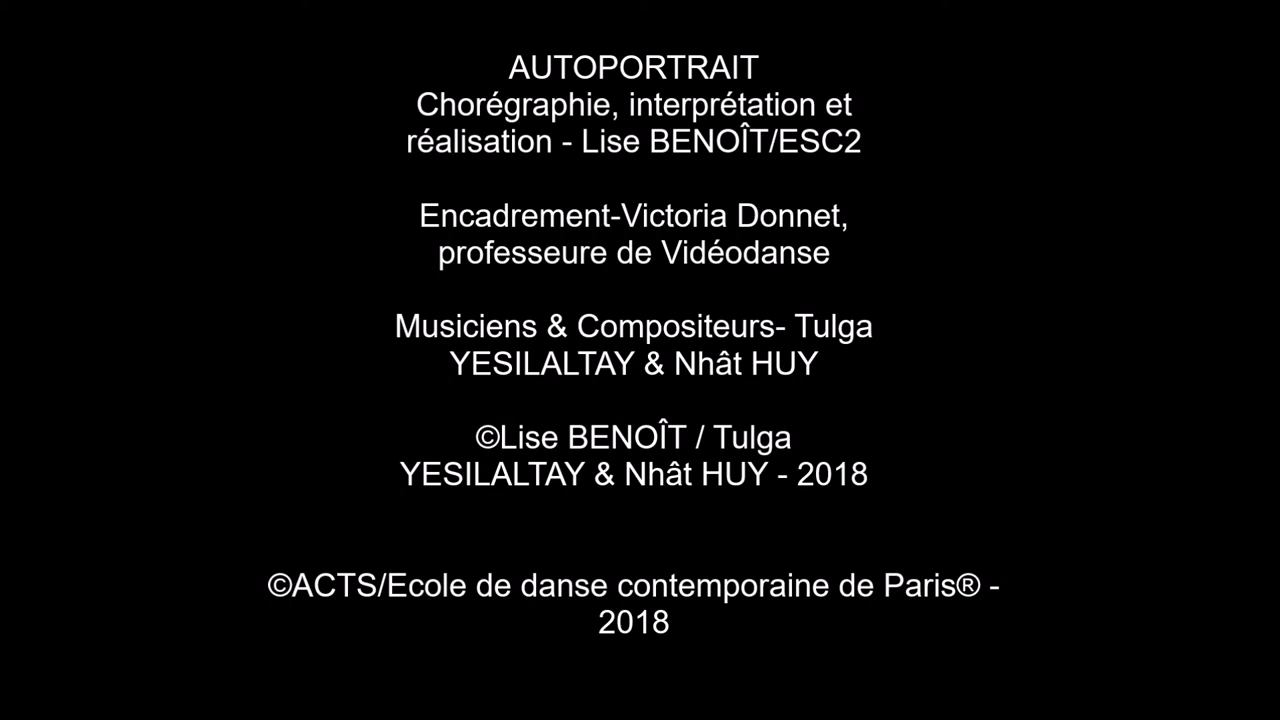 AUTOPORTRAIT
Chorégraphie, interprétation et
réalisation - Lise BENOÎT/ESC2
Encadrement-Victoria Donnet,
professeure de Vidéodanse
Musiciens & Compositeurs- Tulga
YESILALTAY & Nhât HUY
©Lise BENOÎT / Tulga
YESILALTAY & Nhât HUY - 2018
©ACTS/Ecole de danse contemporaine de Paris® -
2018